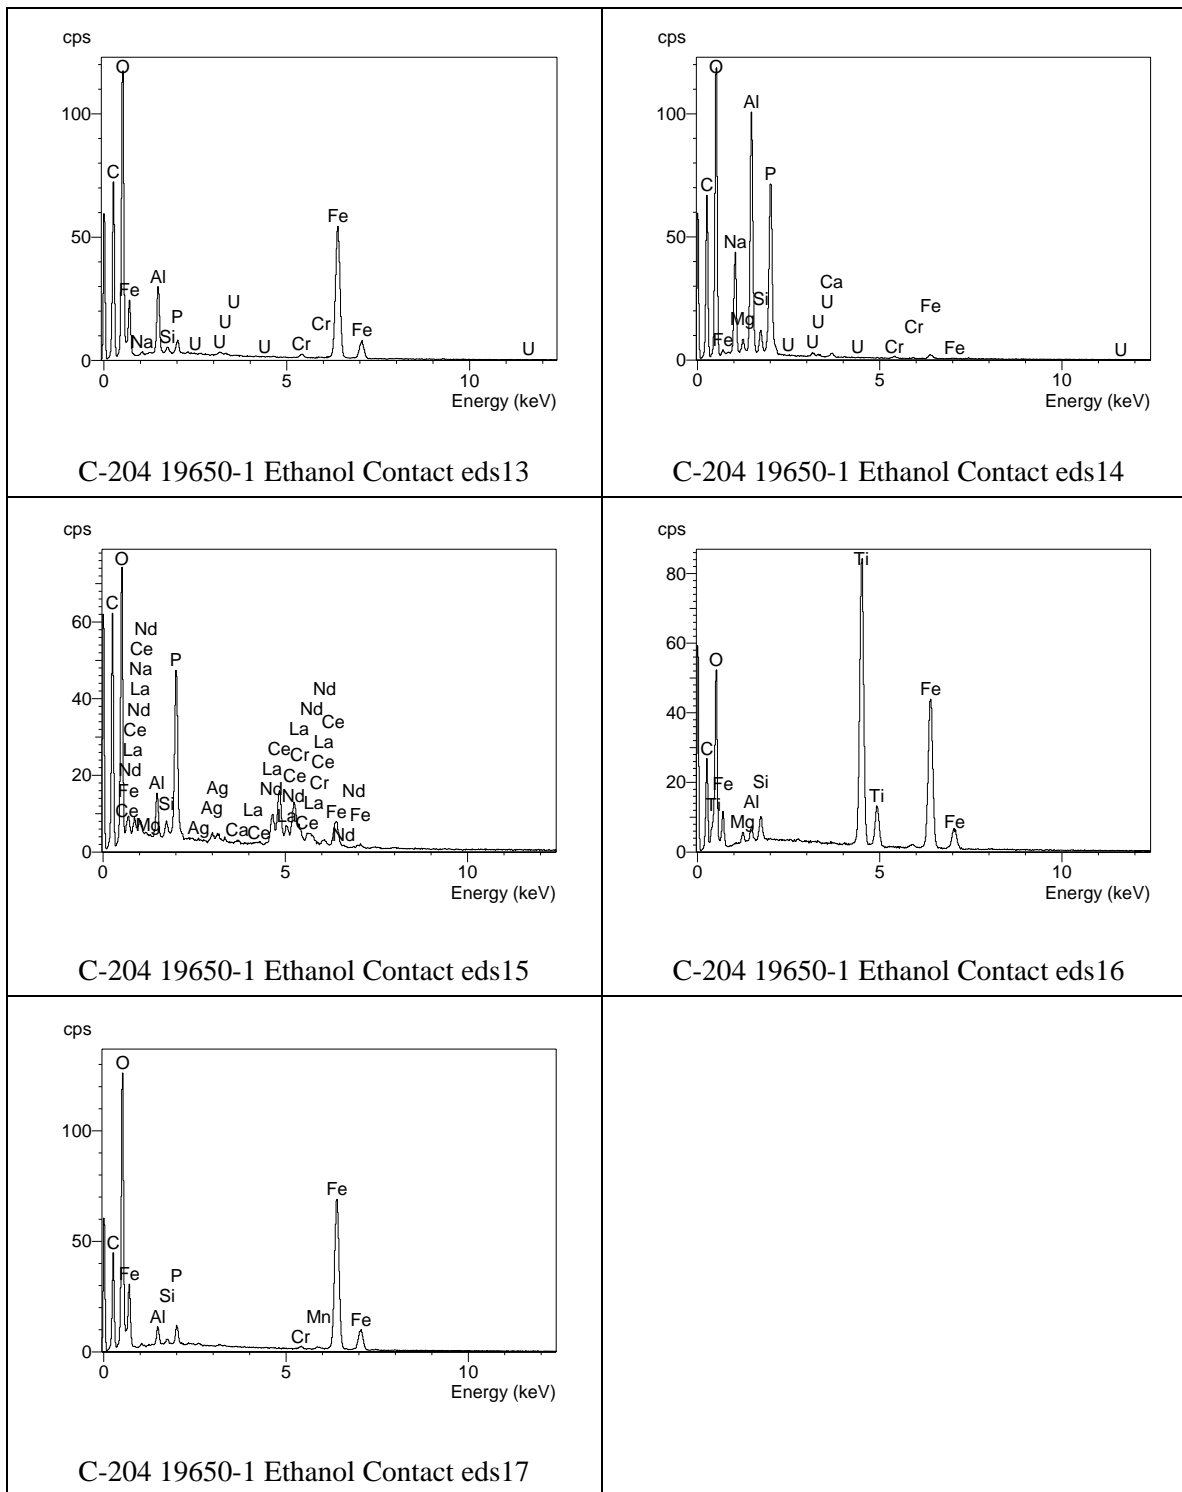 cps
O
100
C
Fe
50
Fe
Al
U
P
U
Cr
Na
Si
U
U
U
Cr
Fe
U
0
0
5
10
Energy (keV)
C-204 19650-1 Ethanol Contact eds13
cps
O
Al
100
P
C
50
Na
Ca
Si
U
Fe
Mg
U
Cr
Fe
U
U
U
Cr
Fe
U
0
0
5
10
Energy (keV)
C-204 19650-1 Ethanol Contact eds14
cps
O
60
C
Nd
Ce
Na
P
La
Nd
Nd
40
Nd
Ce
Ce
La
La
Ce
La
Cr
Ce
Nd
20
La
Ce
Cr
Fe
Al
Ag
Nd
Nd
Ce
Si
Ag
La
La
La
Fe
Fe
Mg
Ag
Ca
Ce
Ce
Nd
0
0
5
10
Energy (keV)
C-204 19650-1 Ethanol Contact eds15
cps
Ti
80
60
O
Fe
40
C
20
Fe
Si
Ti
Al
Ti
Mg
Fe
0
0
5
10
Energy (keV)
C-204 19650-1 Ethanol Contact eds16
cps
O
100
Fe
50
C
Fe
P
Si
Al
Mn
Cr
Fe
0
0
5
10
Energy (keV)
C-204 19650-1 Ethanol Contact eds17